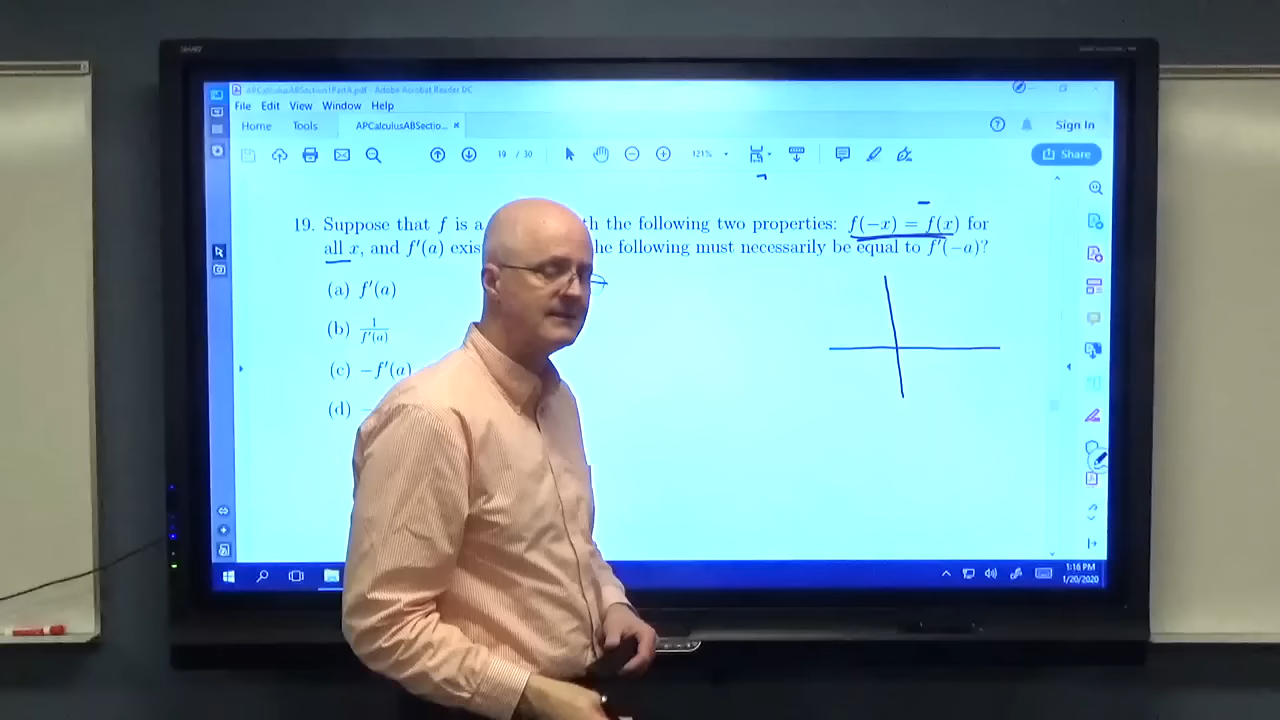 SMART
APCalculusABSection1PartA.pdf - Adobe Acrobat Reader DC
File Edit View Window Help
Home Tools APCalculusABSectio... × Sign In
19 / 30 121% Share
19. Suppose that f is a th the following two properties: f(−x) = f(x) for
all x, and f′(a) exis he following must necessarily be equal to f′(−a)?
(a) f′(a)
(b) 1/f′(a)
(c) −f′(a)
(d) −
1:16 PM
1/20/2020